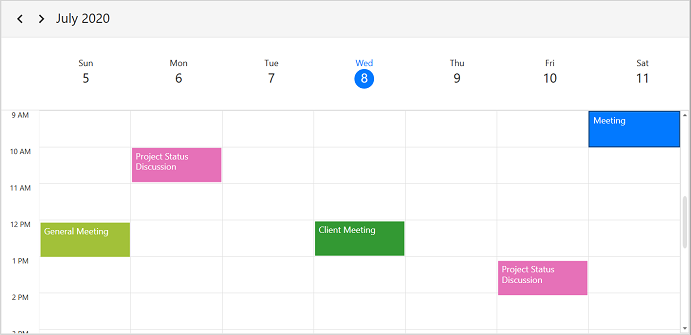 July 2020
Sun Mon Tue Wed Thu Fri Sat
5 6 7 8 9 10 11
9 AM
Meeting
10 AM
Project Status
Discussion
11 AM
12 PM
General Meeting
Client Meeting
1 PM
Project Status
Discussion
2 PM